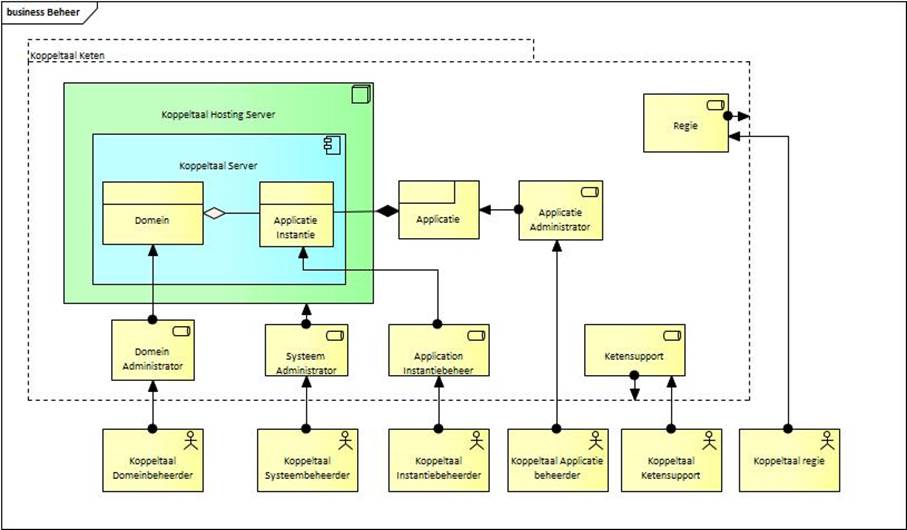 business Beheer
Koppeltaal Keten
Koppeltaal Hosting Server
Regie
Koppeltaal Server
Domein
Applicatie
Instantie
Applicatie
Applicatie
Administrator
Domein
Administrator
Systeem
Administrator
Application
Instantiebeheer
Ketensupport
Koppeltaal
Domeinbeheerder
Koppeltaal
Systeembeheerder
Koppeltaal
Instantiebeheerder
Koppeltaal Applicatie
beheerder
Koppeltaal
Ketensupport
Koppeltaal regie